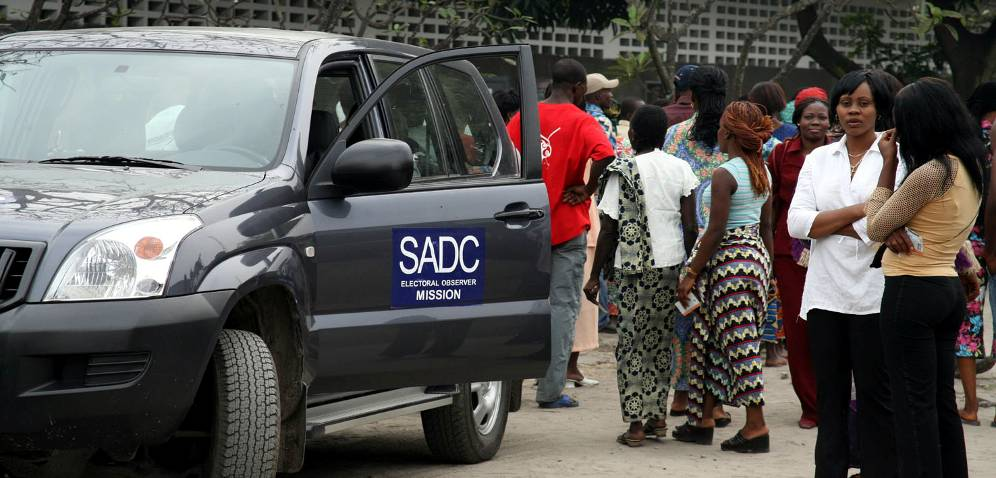 SADC
ELECTORAL OBSERVER
MISSION